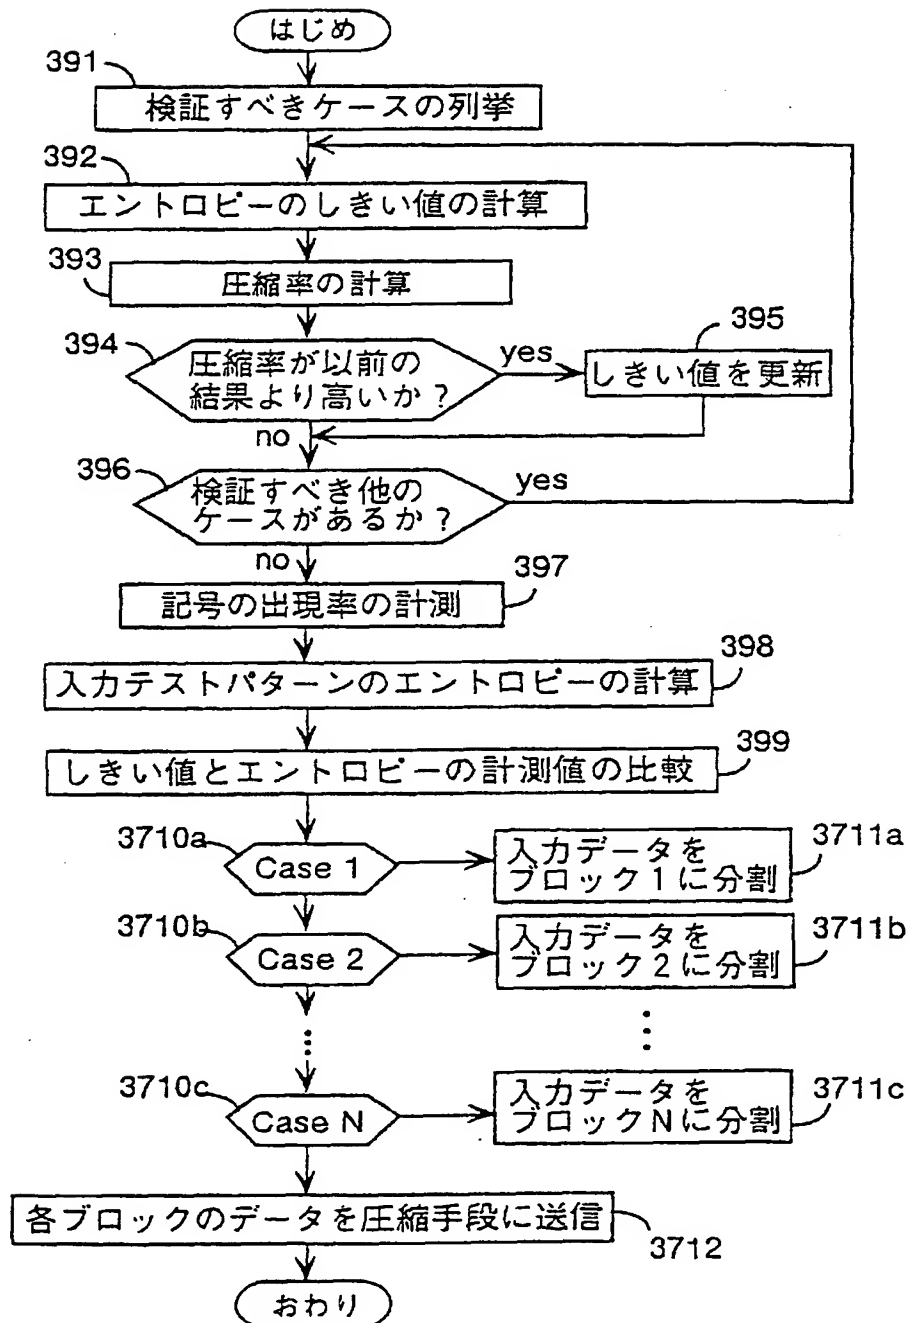 はじめ
391
検証すべきケースの列挙
392
エントロピーのしきい値の計算
393
圧縮率の計算
394
圧縮率が以前の
結果より高いか？
yes
395
しきい値を更新
no
396
検証すべき他の
ケースがあるか？
yes
no
397
記号の出現率の計測
398
入力テストパターンのエントロピーの計算
399
しきい値とエントロピーの計測値の比較
3710a
Case 1
入力データを
ブロック1に分割
3711a
3710b
Case 2
入力データを
ブロック2に分割
3711b
3710c
Case N
入力データを
ブロックNに分割
3711c
各ブロックのデータを圧縮手段に送信
3712
おわり